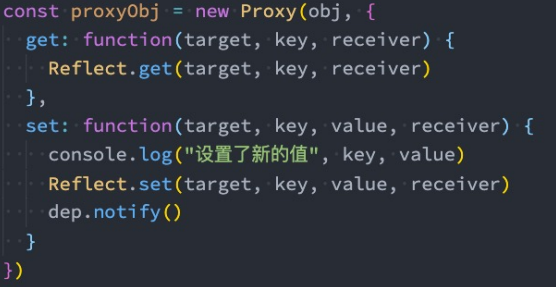 const proxyObj = new Proxy(obj, {
  get: function(target, key, receiver) {
    Reflect.get(target, key, receiver)
  },
  set: function(target, key, value, receiver) {
    console.log("设置了新的值", key, value)
    Reflect.set(target, key, value, receiver)
    dep.notify()
  }
})